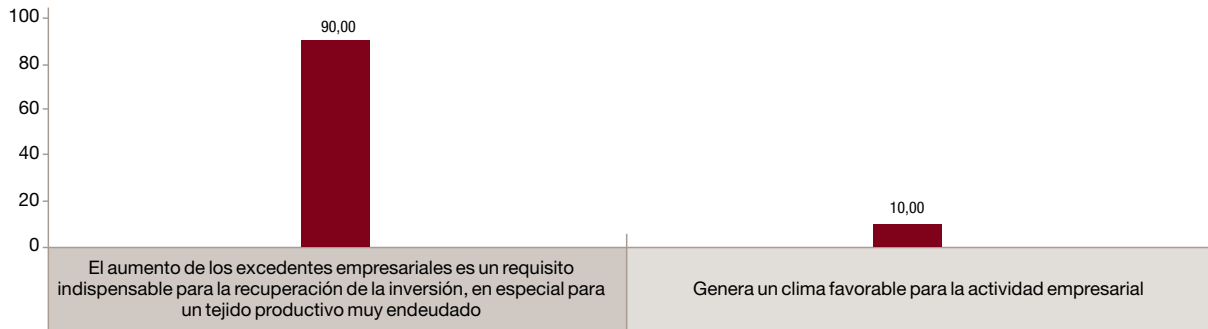 100
80
60
40
20
0
90,00
10,00
El aumento de los excedentes empresariales es un requisito
indispensable para la recuperación de la inversión, en especial para
un tejido productivo muy endeudado
Genera un clima favorable para la actividad empresarial